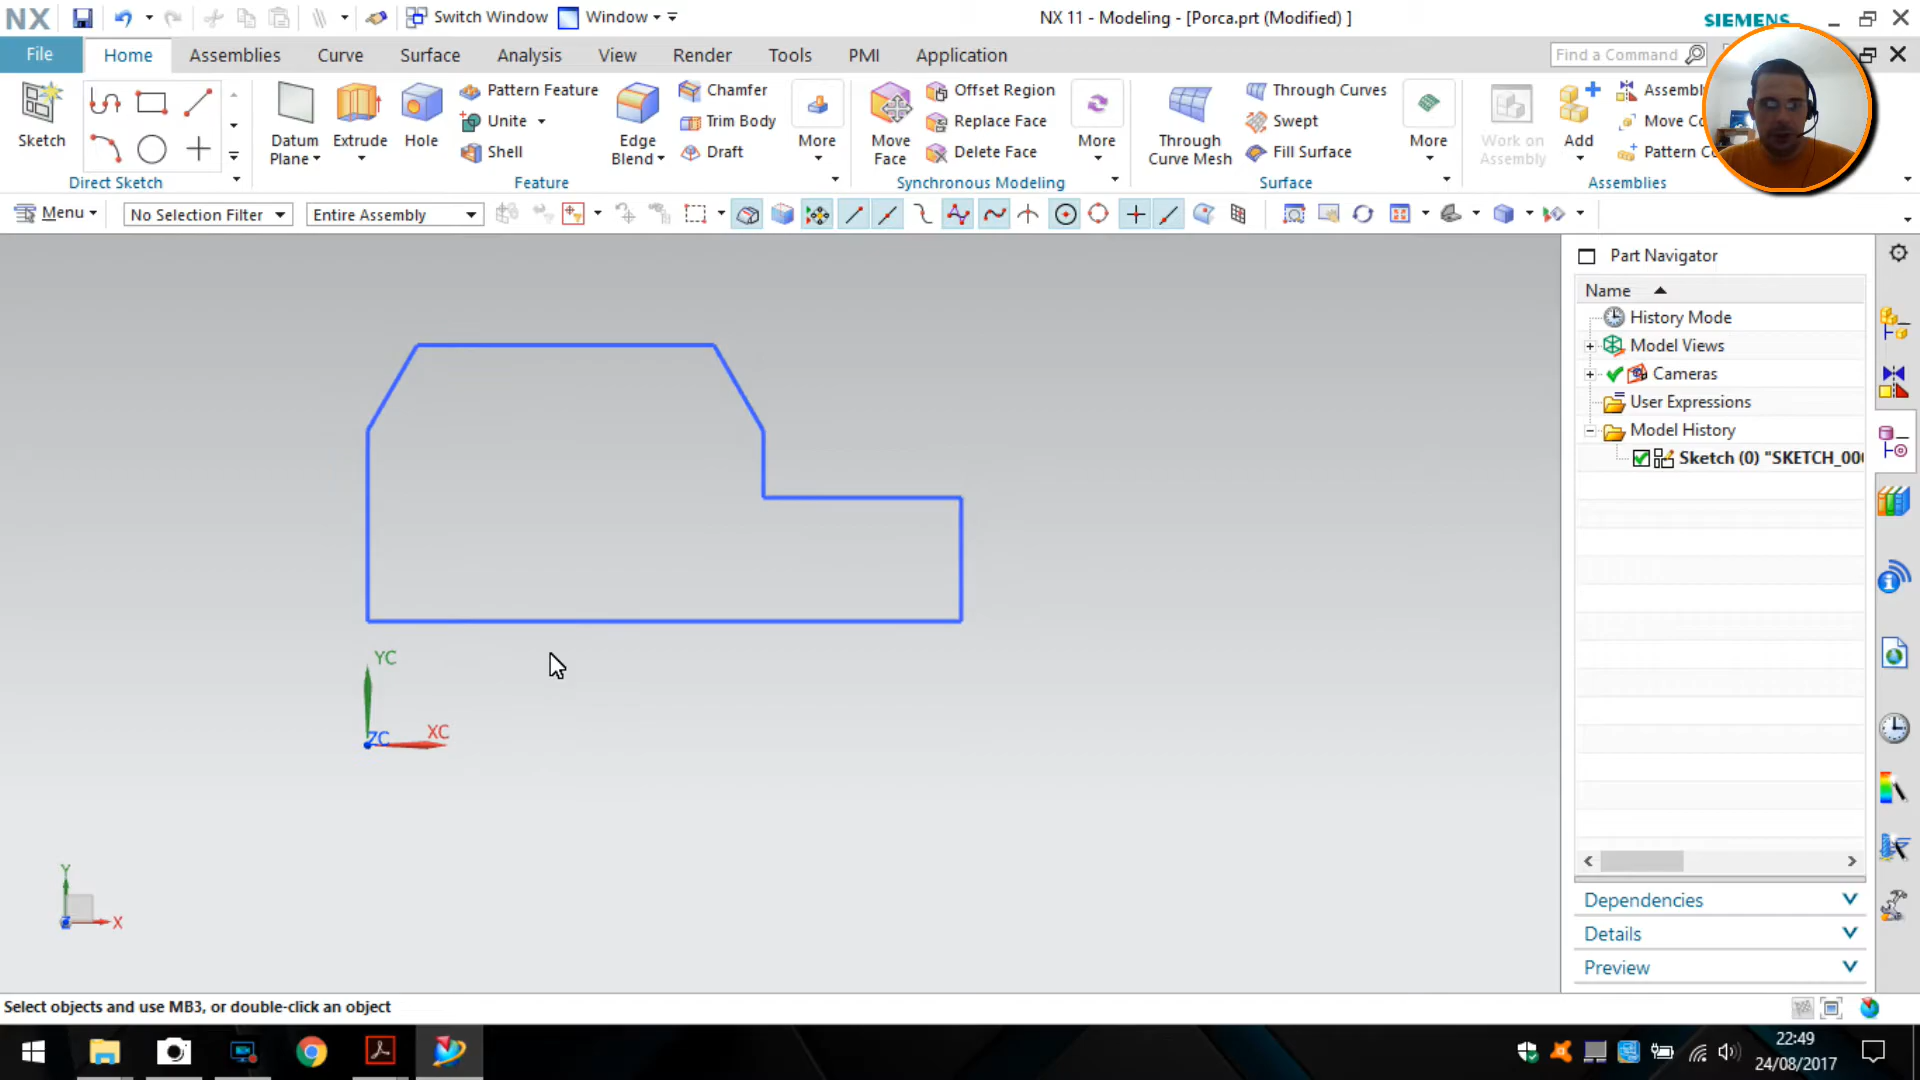 NX Switch Window Window NX 11 - Modeling - [Porca.prt (Modified) ] SIEMENS
File Home Assemblies Curve Surface Analysis View Render Tools PMI Application Find a Command
Sketch
Direct Sketch
Datum Plane
Extrude
Hole
Pattern Feature
Unite
Shell
Edge Blend
Chamfer
Trim Body
Draft
More
Feature
Move Face
Offset Region
Replace Face
Delete Face
More
Synchronous Modeling
Through Curve Mesh
Through Curves
Swept
Fill Surface
More
Surface
Work on Assembly
Add
Assembl
Move Co
Pattern C
Assemblies
Menu No Selection Filter Entire Assembly
Part Navigator
Name
History Mode
Model Views
Cameras
User Expressions
Model History
Sketch (0) "SKETCH_00
YC
XC
ZC
Y
X
Dependencies
Details
Preview
Select objects and use MB3, or double-click an object
22:49
24/08/2017